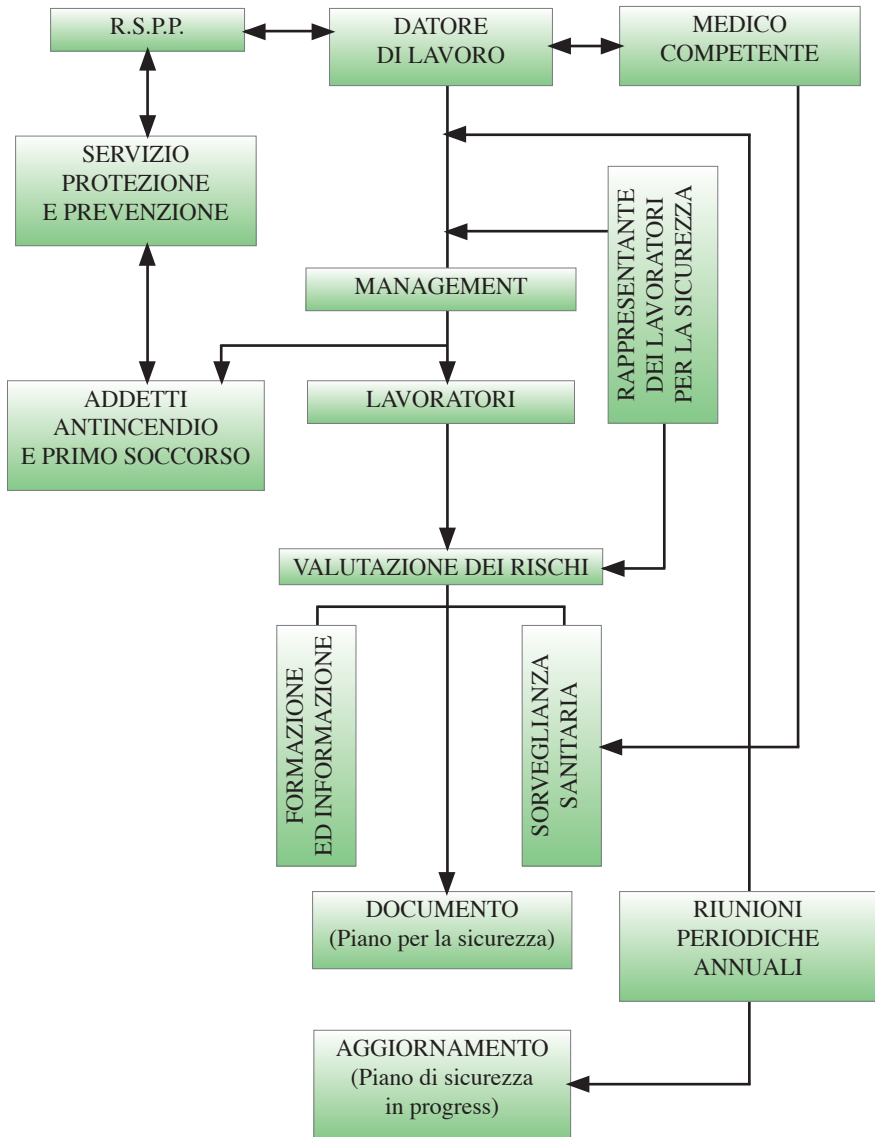 R.S.P.P.
DATORE
DI LAVORO
MEDICO
COMPETENTE
SERVIZIO
PROTEZIONE
E PREVENZIONE
RAPPRESENTANTE
DEI LAVORATORI
PER LA SICUREZZA
MANAGEMENT
ADDETTI
ANTINCENDIO
E PRIMO SOCCORSO
LAVORATORI
VALUTAZIONE DEI RISCHI
FORMAZIONE
ED INFORMAZIONE
SORVEGLIANZA
SANITARIA
DOCUMENTO
(Piano per la sicurezza)
RIUNIONI
PERIODICHE
ANNUALI
AGGIORNAMENTO
(Piano di sicurezza
in progress)